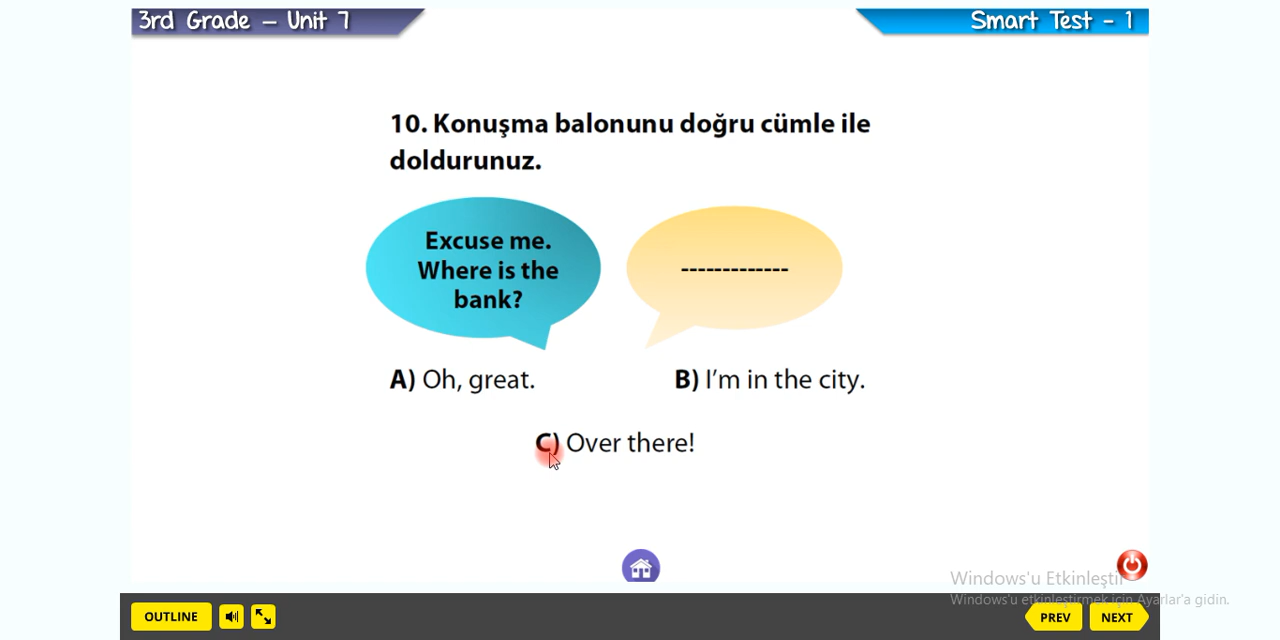 3rd Grade – Unit 7
Smart Test - 1
10. Konuşma balonunu doğru cümle ile
doldurunuz.
Excuse me.
Where is the
bank?
-------------
A) Oh, great.
B) I'm in the city.
C) Over there!
Windows'u Etkinleştir
Windows'u etkinleştirmek için Ayarlar'a gidin.
OUTLINE
PREV
NEXT